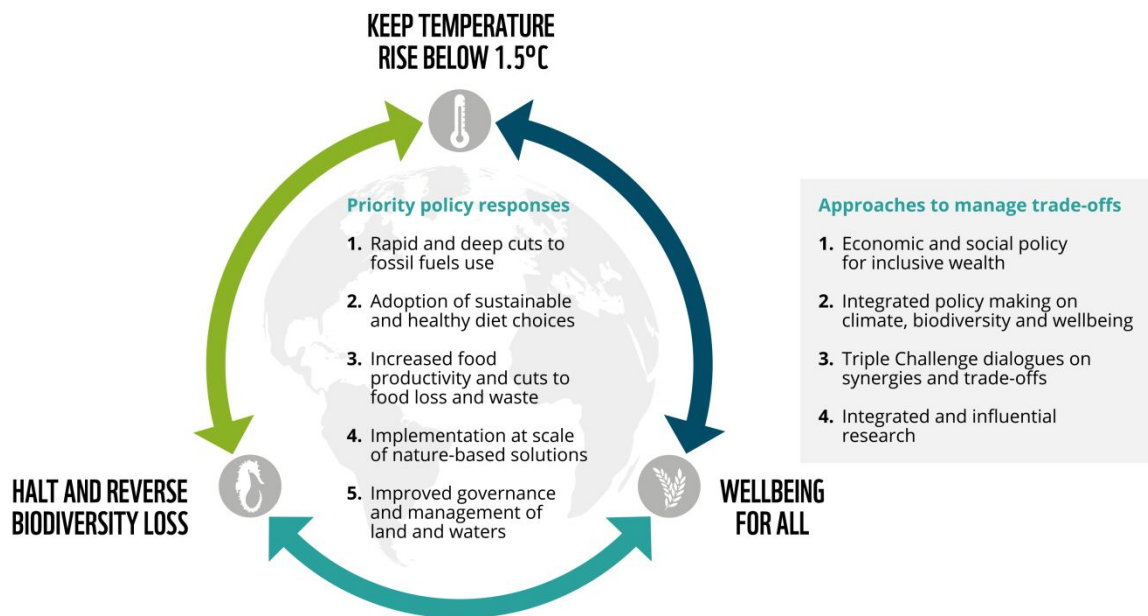 KEEP TEMPERATURE
RISE BELOW 1.5°C
Priority policy responses
1. Rapid and deep cuts to
fossil fuels use
2. Adoption of sustainable
and healthy diet choices
3. Increased food
productivity and cuts to
food loss and waste
4. Implementation at scale
of nature-based solutions
5. Improved governance
and management of
land and waters
Approaches to manage trade-offs
1. Economic and social policy
for inclusive wealth
2. Integrated policy making on
climate, biodiversity and wellbeing
3. Triple Challenge dialogues on
synergies and trade-offs
4. Integrated and influential
research
HALT AND REVERSE
BIODIVERSITY LOSS
WELLBEING
FOR ALL